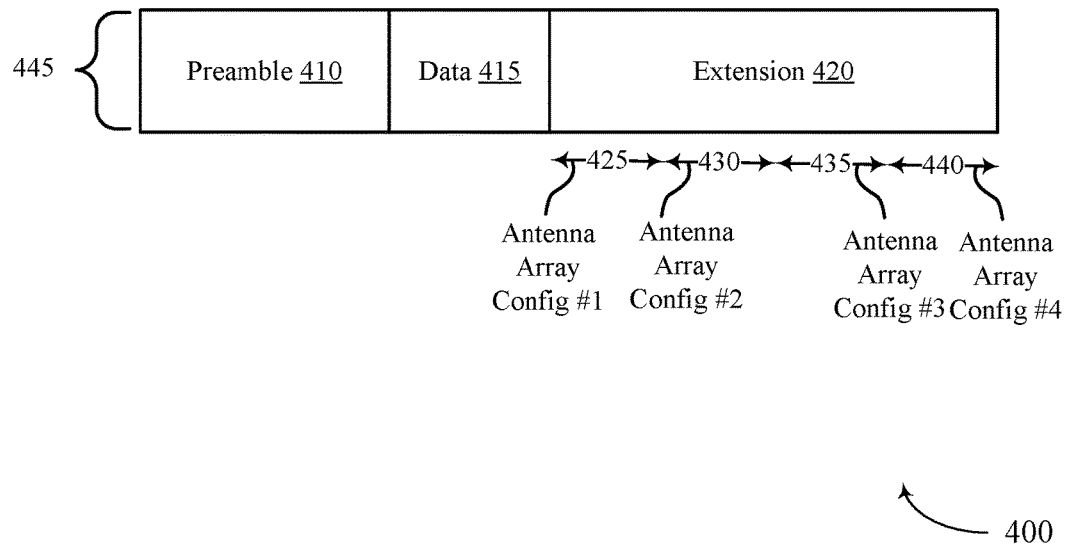 445
Preamble 410
Data 415
Extension 420
425
430
435
440
Antenna
Array
Config #1
Antenna
Array
Config #2
Antenna
Array
Config #3
Antenna
Array
Config #4
400